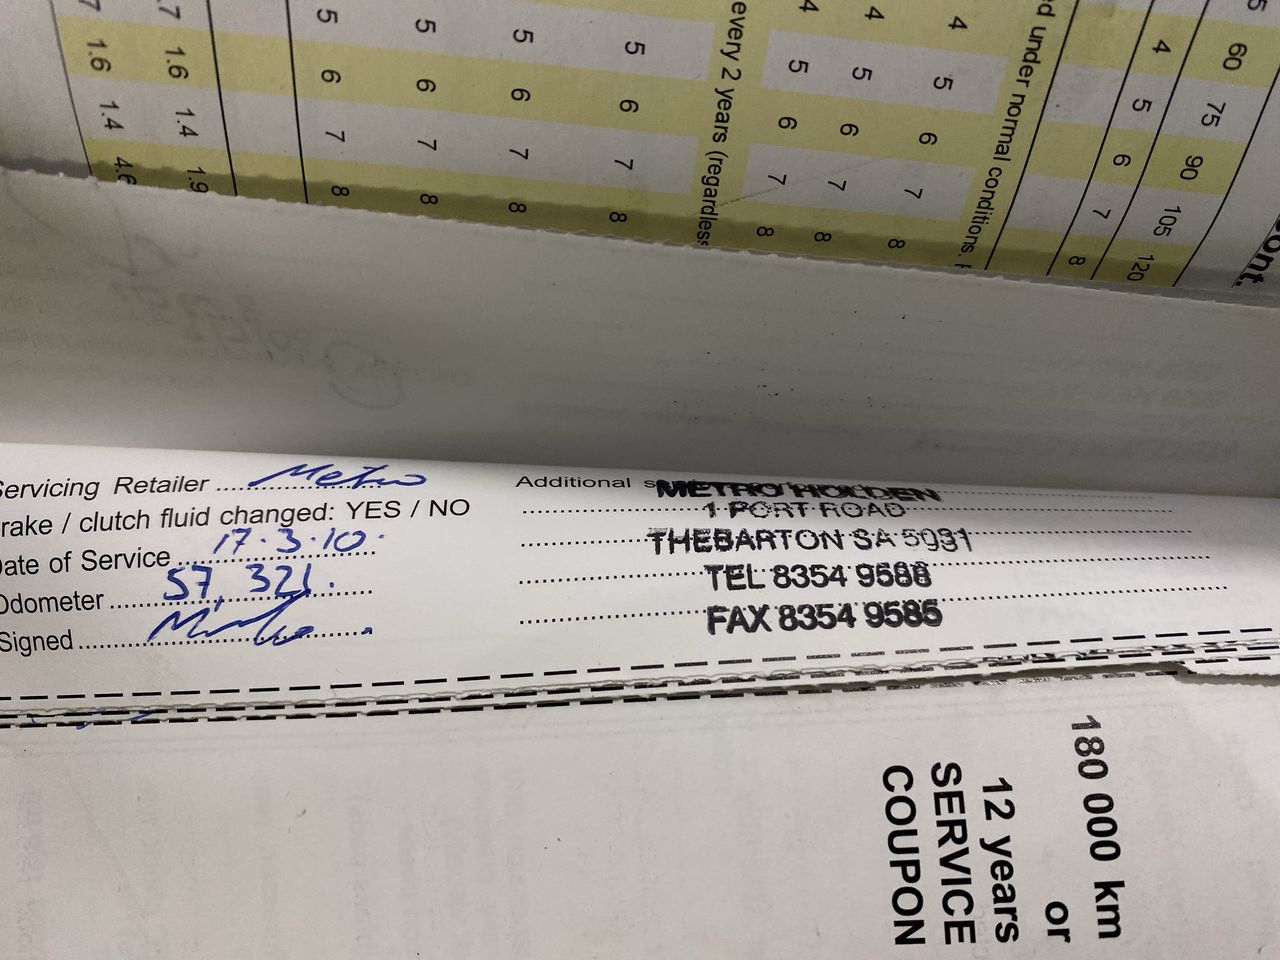 5 6 7 8
5 6 7 8
5 6 7 8
5 6 7 8
1.6 1.4 4.6
.7 1.6 1.4 1.9
every 2 years (regardless
4 5 6 7 8
4 5 6 7 8
4 5 6 7 8
d under normal conditions.
4 5 6 7 8
60 75 90 105 120
ont.
Servicing Retailer Metro
rake / clutch fluid changed: YES / NO
Date of Service 17.3.10.
Odometer 57,321.
Signed
Additional
METRO HOLDEN
1 PORT ROAD
THEBARTON SA 5031
TEL 8354 9588
FAX 8354 9585
180 000 km
or
12 years
SERVICE
COUPON